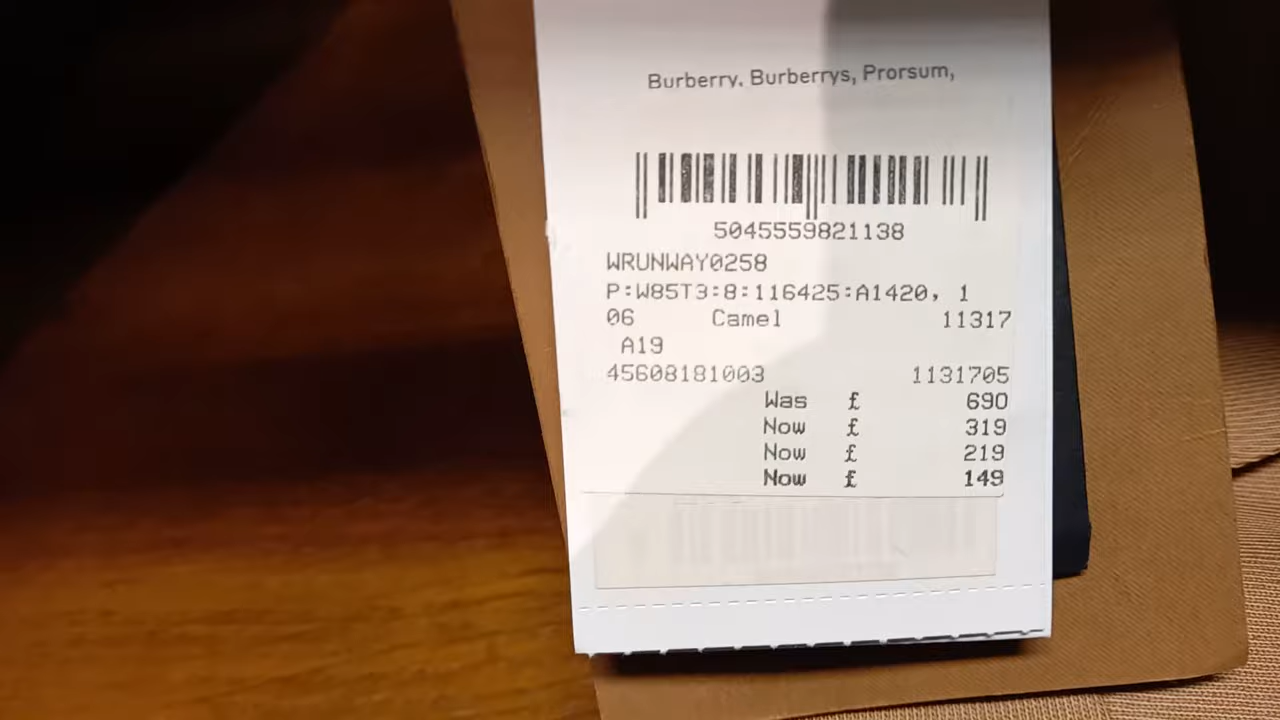 Burberry. Burberrys, Prorsum,
5045559821138
WRUNWAY0258
P:W85T3:8:116425:A1420, 1
06 Camel 11317
A19
45608181003 1131705
Was £ 690
Now £ 319
Now £ 219
Now £ 149